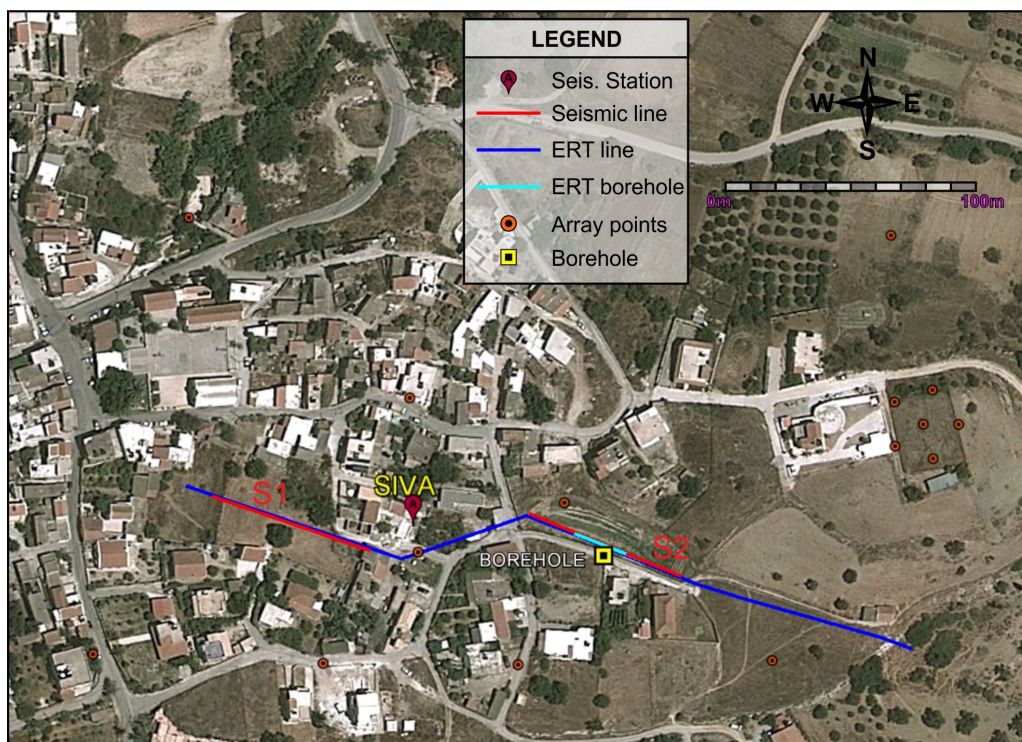 LEGEND
A Seis. Station
Seismic line
ERT line
ERT borehole
Array points
Borehole
N
W E
S
0m 100m
SIVA
A
S1
S2
BOREHOLE